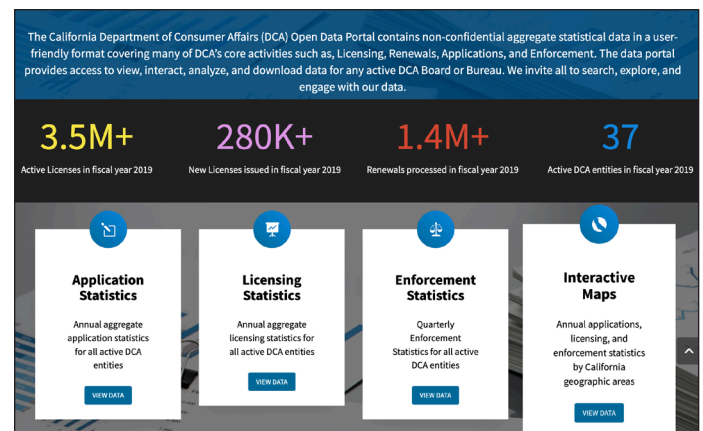 The California Department of Consumer Affairs (DCA) Open Data Portal contains non-confidential aggregate statistical data in a user-
friendly format covering many of DCA's core activities such as, Licensing, Renewals, Applications, and Enforcement. The data portal
provides access to view, interact, analyze, and download data for any active DCA Board or Bureau. We invite all to search, explore, and
engage with our data.
3.5M+
Active Licenses in fiscal year 2019
280K+
New Licenses issued in fiscal year 2019
1.4M+
Renewals processed in fiscal year 2019
37
Active DCA entities in fiscal year 2019
Application
Statistics
Annual aggregate
application statistics
for all active DCA
entities
VIEW DATA
Licensing
Statistics
Annual aggregate
licensing statistics for
all active DCA entities
VIEW DATA
Enforcement
Statistics
Quarterly
Enforcement
Statistics for all active
DCA entities
VIEW DATA
Interactive
Maps
Annual applications,
licensing, and
enforcement statistics
by California
geographic areas
VIEW DATA